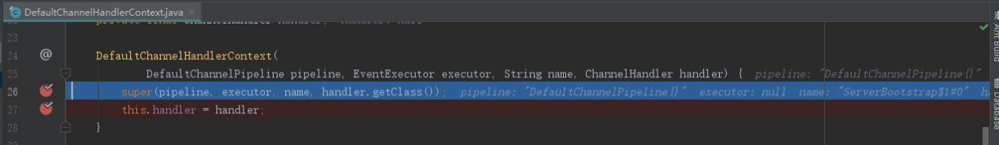 DefaultChannelHandlerContext.java
23
24 @ DefaultChannelHandlerContext(
25 DefaultChannelPipeline pipeline, EventExecutor executor, String name, ChannelHandler handler) { pipeline: "DefaultChannelPipeline{}"
26 super(pipeline, executor, name, handler.getClass()); pipeline: "DefaultChannelPipeline{}" executor: null name: "ServerBootstrap$1#0" ha
27 this.handler = handler;
28 }
Ant Build
Database